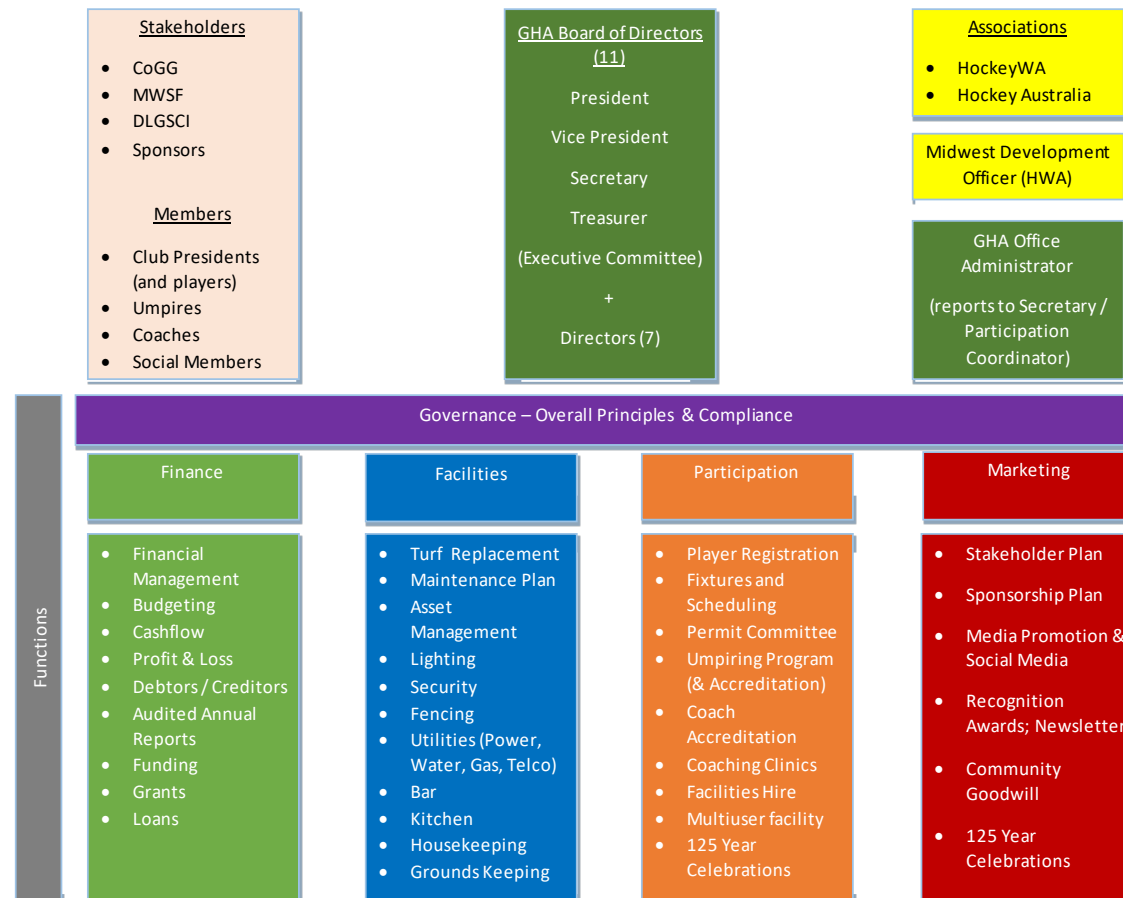 Stakeholders
• CoGG
• MWSF
• DLGSCI
• Sponsors
Members
• Club Presidents
(and players)
• Umpires
• Coaches
• Social Members
GHA Board of Directors
(11)
President
Vice President
Secretary
Treasurer
(Executive Committee)
+
Directors (7)
Associations
• HockeyWA
• Hockey Australia
Midwest Development
Officer (HWA)
GHA Office
Administrator
(reports to Secretary /
Participation
Coordinator)
Functions
Governance – Overall Principles & Compliance
Finance
• Financial
Management
• Budgeting
• Cashflow
• Profit & Loss
• Debtors / Creditors
• Audited Annual
Reports
• Funding
• Grants
• Loans
Facilities
• Turf Replacement
• Maintenance Plan
• Asset
Management
• Lighting
• Security
• Fencing
• Utilities (Power,
Water, Gas, Telco)
• Bar
• Kitchen
• Housekeeping
• Grounds Keeping
Participation
• Player Registration
• Fixtures and
Scheduling
• Permit Committee
• Umpiring Program
(& Accreditation)
• Coach
Accreditation
• Coaching Clinics
• Facilities Hire
• Multiuser facility
• 125 Year
Celebrations
Marketing
• Stakeholder Plan
• Sponsorship Plan
• Media Promotion &
Social Media
• Recognition
Awards; Newsletter
• Community
Goodwill
• 125 Year
Celebrations